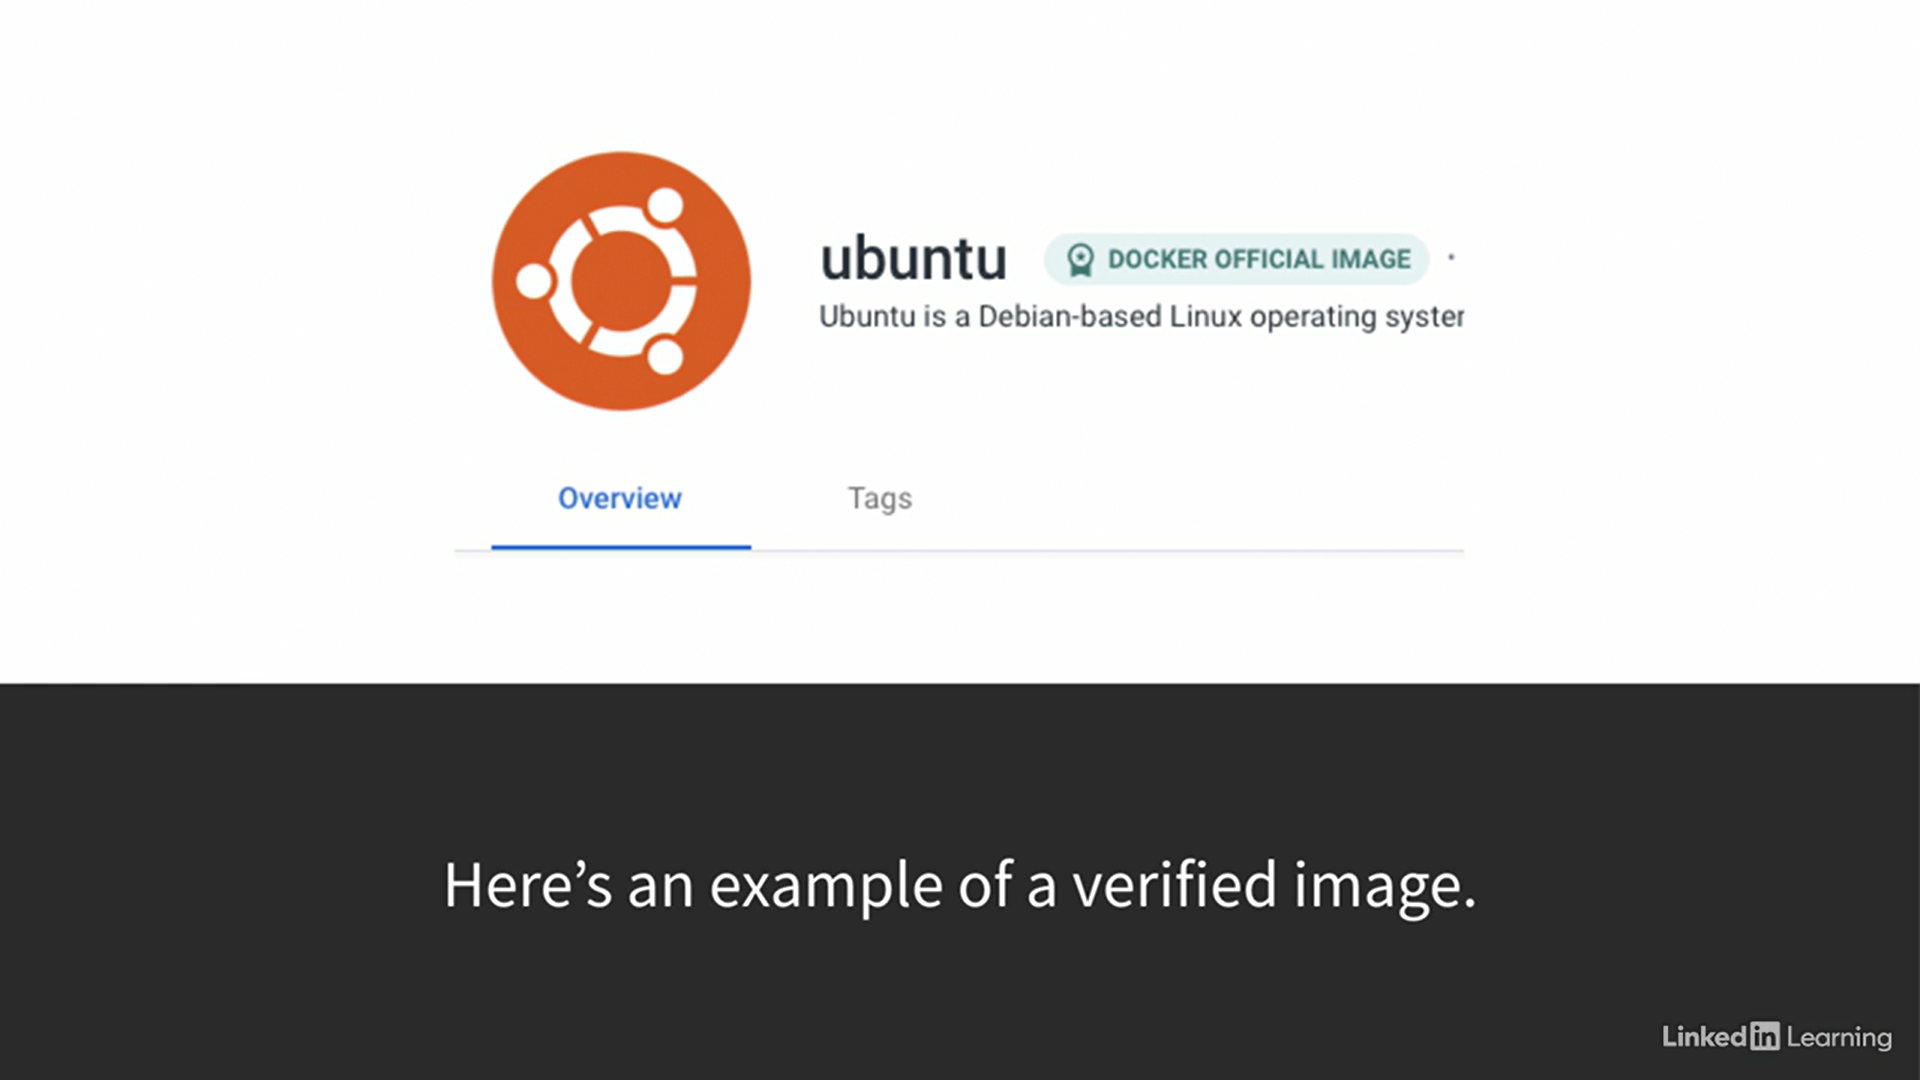 ubuntu DOCKER OFFICIAL IMAGE ·
Ubuntu is a Debian-based Linux operating syster
Overview Tags
Here’s an example of a verified image.
Linked in Learning